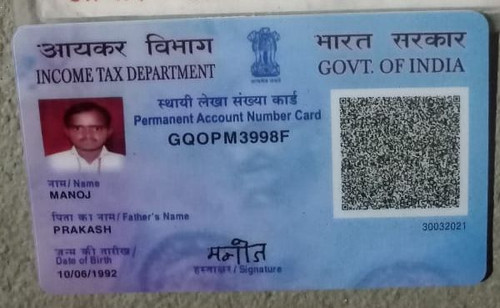 आयकर विभाग
INCOME TAX DEPARTMENT
भारत सरकार
GOVT. OF INDIA
स्थायी लेखा संख्या कार्ड
Permanent Account Number Card
GQOPM3998F
नाम / Name
MANOJ
पिता का नाम / Father's Name
PRAKASH
जन्म की तारीख /
Date of Birth
10/06/1992
मनोज
हस्ताक्षर / Signature
30032021